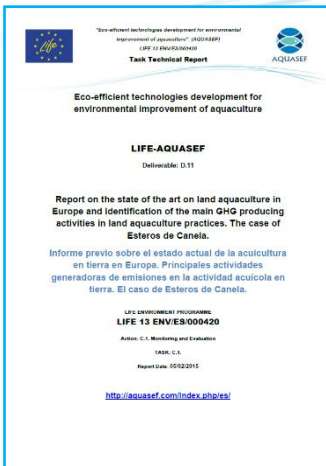 "Eco-efficient technologies development for environmental
improvement of aquaculture" (AQUASEF)
LIFE 13 ENV/ES/000420
Task Technical Report
Life
AQUASEF
Eco-efficient technologies development for
environmental improvement of aquaculture
LIFE-AQUASEF
Deliverable: D.11
Report on the state of the art on land aquaculture in
Europe and identification of the main GHG producing
activities in land aquaculture practices. The case of
Esteros de Canela.
Informe previo sobre el estado actual de la acuicultura
en tierra en Europa. Principales actividades
generadoras de emisiones en la actividad acuícola en
tierra. El caso de Esteros de Canela.
LIFE ENVIRONMENT PROGRAMME
LIFE 13 ENV/ES/000420
Action: C.1. Monitoring and Evaluation
TASK: C.1.
Report Date: 05/02/2015
http://aquasef.com/index.php/es/